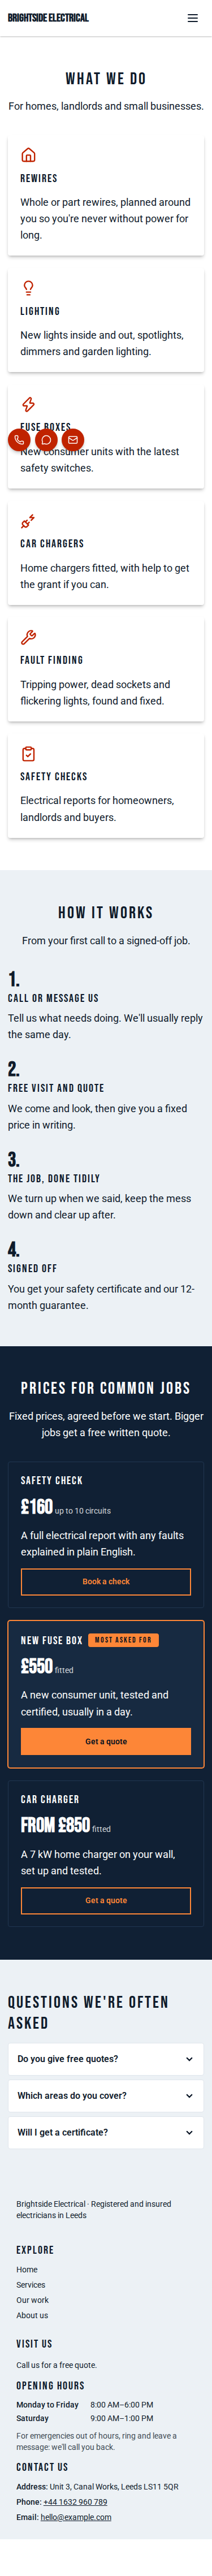 BRIGHTSIDE ELECTRICAL
WHAT WE DO
For homes, landlords and small businesses.
REWIRES
Whole or part rewires, planned around
you so you're never without power for
long.
LIGHTING
New lights inside and out, spotlights,
dimmers and garden lighting.
FUSE BOXES
New consumer units with the latest
safety switches.
CAR CHARGERS
Home chargers fitted, with help to get
the grant if you can.
FAULT FINDING
Tripping power, dead sockets and
flickering lights, found and fixed.
SAFETY CHECKS
Electrical reports for homeowners,
landlords and buyers.
HOW IT WORKS
From your first call to a signed-off job.
1.
CALL OR MESSAGE US
Tell us what needs doing. We'll usually reply
the same day.
2.
FREE VISIT AND QUOTE
We come and look, then give you a fixed
price in writing.
3.
THE JOB, DONE TIDILY
We turn up when we said, keep the mess
down and clear up after.
4.
SIGNED OFF
You get your safety certificate and our 12-
month guarantee.
PRICES FOR COMMON JOBS
Fixed prices, agreed before we start. Bigger
jobs get a free written quote.
SAFETY CHECK
£160 up to 10 circuits
A full electrical report with any faults
explained in plain English.
Book a check
NEW FUSE BOX MOST ASKED FOR
£550 fitted
A new consumer unit, tested and
certified, usually in a day.
Get a quote
CAR CHARGER
FROM £850 fitted
A 7 kW home charger on your wall,
set up and tested.
Get a quote
QUESTIONS WE'RE OFTEN
ASKED
Do you give free quotes?
Which areas do you cover?
Will I get a certificate?
Brightside Electrical · Registered and insured
electricians in Leeds
EXPLORE
Home
Services
Our work
About us
VISIT US
Call us for a free quote.
OPENING HOURS
Monday to Friday 8:00 AM–6:00 PM
Saturday 9:00 AM–1:00 PM
For emergencies out of hours, ring and leave a
message: we'll call you back.
CONTACT US
Address: Unit 3, Canal Works, Leeds LS11 5QR
Phone: +44 1632 960 789
Email: hello@example.com